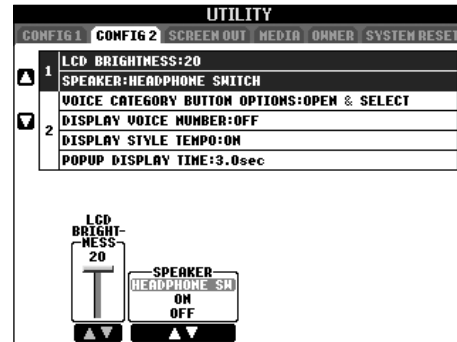 UTILITY
CONFIG 1 CONFIG 2 SCREEN OUT MEDIA OWNER SYSTEM RESET
1 LCD BRIGHTNESS:20
SPEAKER:HEADPHONE SWITCH
2 VOICE CATEGORY BUTTON OPTIONS:OPEN & SELECT
DISPLAY VOICE NUMBER:OFF
DISPLAY STYLE TEMPO:ON
POPUP DISPLAY TIME:3.0sec
LCD
BRIGHT-
NESS
20
SPEAKER
HEADPHONE SW
ON
OFF